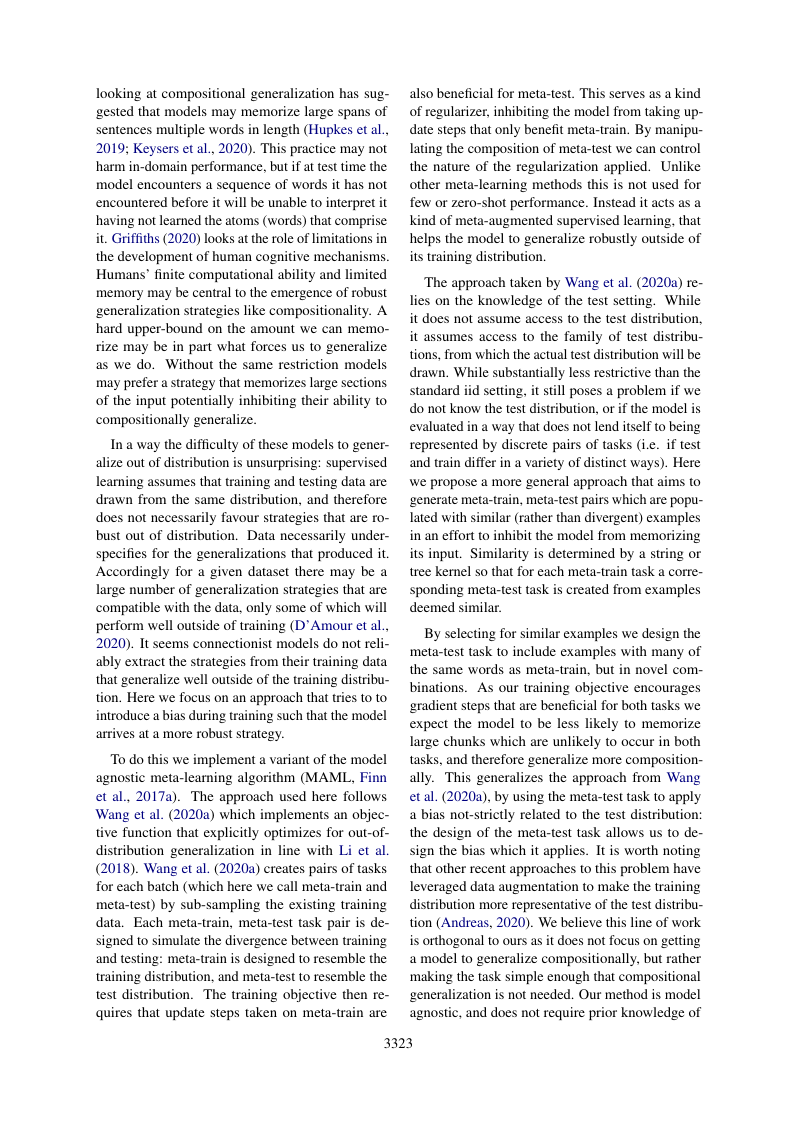 looking at compositional generalization has sug-
gested that models may memorize large spans of
sentences multiple words in length (Hupkes et al.,
2019; Keysers et al., 2020). This practice may not
harm in-domain performance, but if at test time the
model encounters a sequence of words it has not
encountered before it will be unable to interpret it
having not learned the atoms (words) that comprise
it. Griffiths (2020) looks at the role of limitations in
the development of human cognitive mechanisms.
Humans' finite computational ability and limited
memory may be central to the emergence of robust
generalization strategies like compositionality. A
hard upper-bound on the amount we can memo-
rize may be in part what forces us to generalize
as we do. Without the same restriction models
may prefer a strategy that memorizes large sections
of the input potentially inhibiting their ability to
compositionally generalize.
In a way the difficulty of these models to gener-
alize out of distribution is unsurprising: supervised
learning assumes that training and testing data are
drawn from the same distribution, and therefore
does not necessarily favour strategies that are ro-
bust out of distribution. Data necessarily under-
specifies for the generalizations that produced it.
Accordingly for a given dataset there may be a
large number of generalization strategies that are
compatible with the data, only some of which will
perform well outside of training (D'Amour et al.,
2020). It seems connectionist models do not reli-
ably extract the strategies from their training data
that generalize well outside of the training distribu-
tion. Here we focus on an approach that tries to to
introduce a bias during training such that the model
arrives at a more robust strategy.
To do this we implement a variant of the model
agnostic meta-learning algorithm (MAML, Finn
et al., 2017a). The approach used here follows
Wang et al. (2020a) which implements an objec-
tive function that explicitly optimizes for out-of-
distribution generalization in line with Li et al.
(2018). Wang et al. (2020a) creates pairs of tasks
for each batch (which here we call meta-train and
meta-test) by sub-sampling the existing training
data. Each meta-train, meta-test task pair is de-
signed to simulate the divergence between training
and testing: meta-train is designed to resemble the
training distribution, and meta-test to resemble the
test distribution. The training objective then re-
quires that update steps taken on meta-train are
also beneficial for meta-test. This serves as a kind
of regularizer, inhibiting the model from taking up-
date steps that only benefit meta-train. By manipu-
lating the composition of meta-test we can control
the nature of the regularization applied. Unlike
other meta-learning methods this is not used for
few or zero-shot performance. Instead it acts as a
kind of meta-augmented supervised learning, that
helps the model to generalize robustly outside of
its training distribution.
The approach taken by Wang et al. (2020a) re-
lies on the knowledge of the test setting. While
it does not assume access to the test distribution,
it assumes access to the family of test distribu-
tions, from which the actual test distribution will be
drawn. While substantially less restrictive than the
standard iid setting, it still poses a problem if we
do not know the test distribution, or if the model is
evaluated in a way that does not lend itself to being
represented by discrete pairs of tasks (i.e. if test
and train differ in a variety of distinct ways). Here
we propose a more general approach that aims to
generate meta-train, meta-test pairs which are popu-
lated with similar (rather than divergent) examples
in an effort to inhibit the model from memorizing
its input. Similarity is determined by a string or
tree kernel so that for each meta-train task a corre-
sponding meta-test task is created from examples
deemed similar.
By selecting for similar examples we design the
meta-test task to include examples with many of
the same words as meta-train, but in novel com-
binations. As our training objective encourages
gradient steps that are beneficial for both tasks we
expect the model to be less likely to memorize
large chunks which are unlikely to occur in both
tasks, and therefore generalize more composition-
ally. This generalizes the approach from Wang
et al. (2020a), by using the meta-test task to apply
a bias not-strictly related to the test distribution:
the design of the meta-test task allows us to de-
sign the bias which it applies. It is worth noting
that other recent approaches to this problem have
leveraged data augmentation to make the training
distribution more representative of the test distribu-
tion (Andreas, 2020). We believe this line of work
is orthogonal to ours as it does not focus on getting
a model to generalize compositionally, but rather
making the task simple enough that compositional
generalization is not needed. Our method is model
agnostic, and does not require prior knowledge of
3323